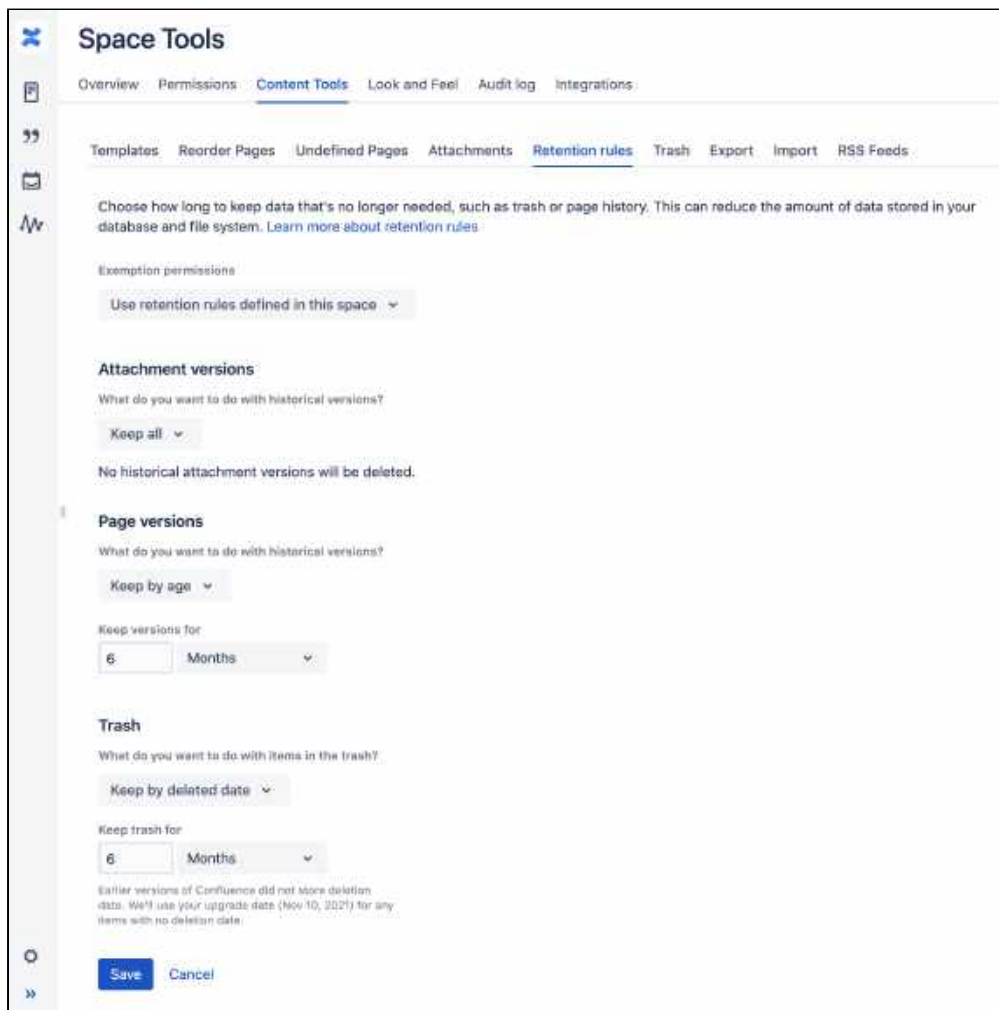 Space Tools
Overview Permissions Content Tools Look and Feel Audit log Integrations
Templates Reorder Pages Undefined Pages Attachments Retention rules Trash Export Import RSS Feeds
Choose how long to keep data that's no longer needed, such as trash or page history. This can reduce the amount of data stored in your
database and file system. Learn more about retention rules
Exemption permissions
Use retention rules defined in this space
Attachment versions
What do you want to do with historical versions?
Keep all
No historical attachment versions will be deleted.
Page versions
What do you want to do with historical versions?
Keep by age
Keep versions for
6 Months
Trash
What do you want to do with items in the trash?
Keep by deleted date
Keep trash for
6 Months
Earlier versions of Confluence did not store deletion
date. We'll use your upgrade date (Nov 10, 2021) for any
items with no deletion date.
Save Cancel